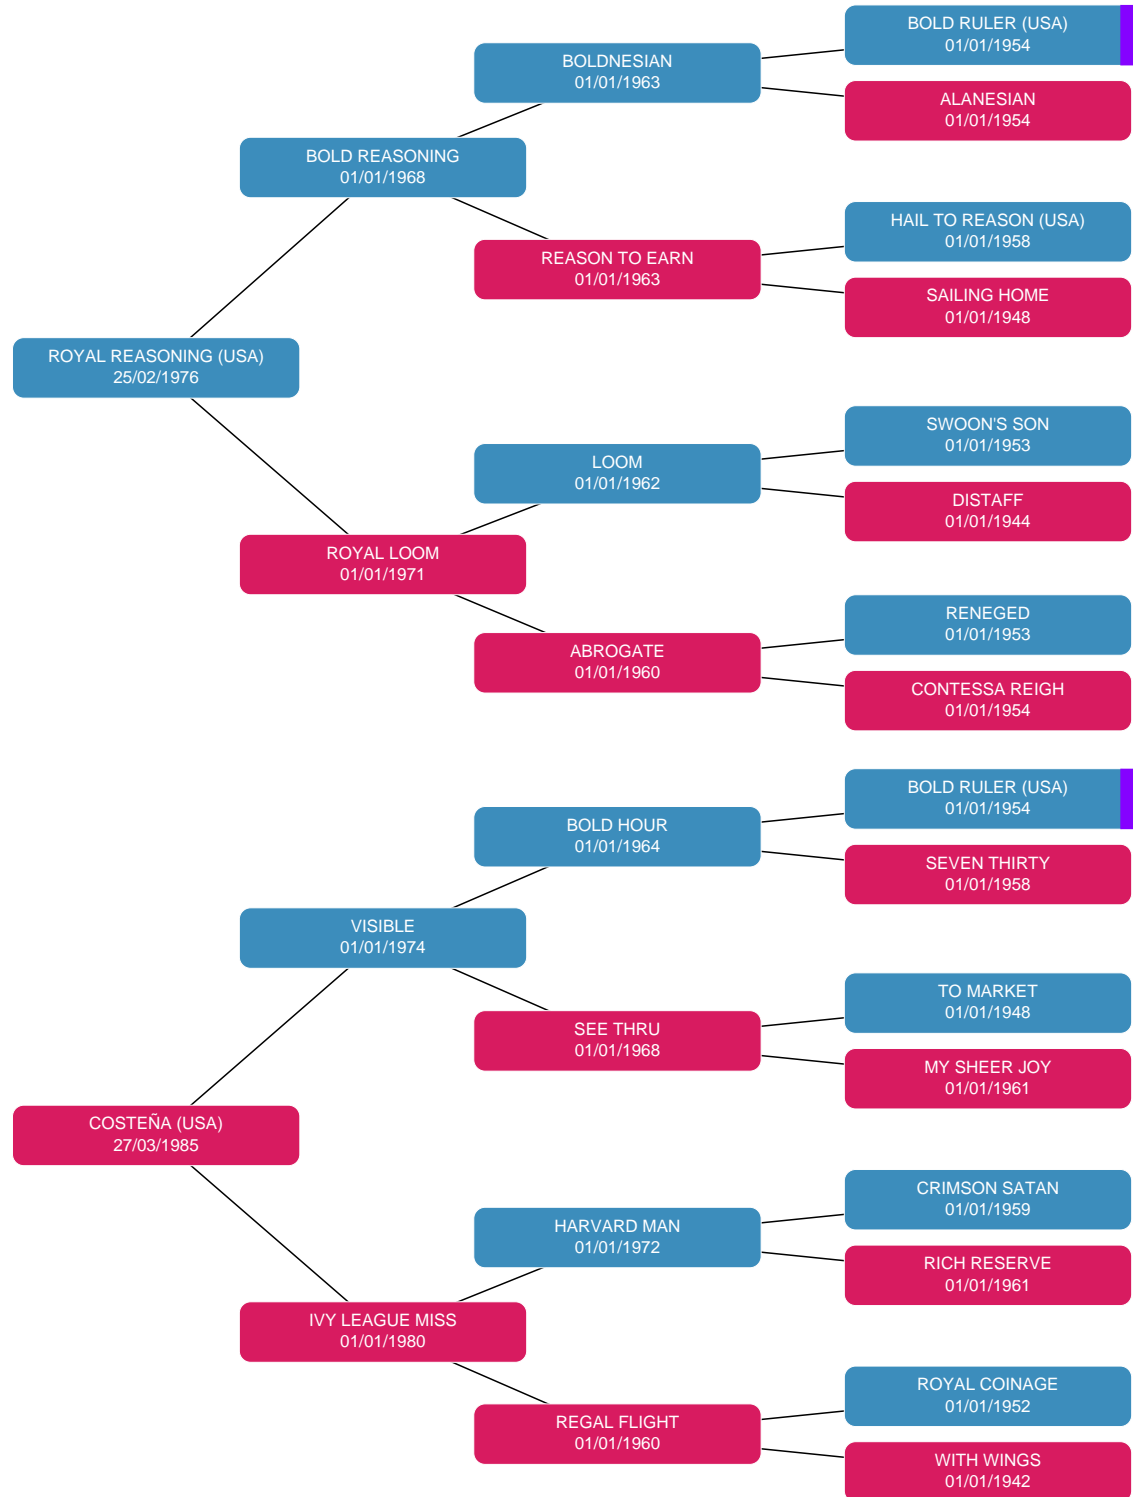 BOLD RULER (USA)
01/01/1954
BOLDNESIAN
01/01/1963
ALANESIAN
01/01/1954
BOLD REASONING
01/01/1968
HAIL TO REASON (USA)
01/01/1958
REASON TO EARN
01/01/1963
SAILING HOME
01/01/1948
ROYAL REASONING (USA)
25/02/1976
SWOON'S SON
01/01/1953
LOOM
01/01/1962
DISTAFF
01/01/1944
ROYAL LOOM
01/01/1971
RENEGED
01/01/1953
ABROGATE
01/01/1960
CONTESSA REIGH
01/01/1954
BOLD RULER (USA)
01/01/1954
BOLD HOUR
01/01/1964
SEVEN THIRTY
01/01/1958
VISIBLE
01/01/1974
TO MARKET
01/01/1948
SEE THRU
01/01/1968
MY SHEER JOY
01/01/1961
COSTEÑA (USA)
27/03/1985
CRIMSON SATAN
01/01/1959
HARVARD MAN
01/01/1972
RICH RESERVE
01/01/1961
IVY LEAGUE MISS
01/01/1980
ROYAL COINAGE
01/01/1952
REGAL FLIGHT
01/01/1960
WITH WINGS
01/01/1942